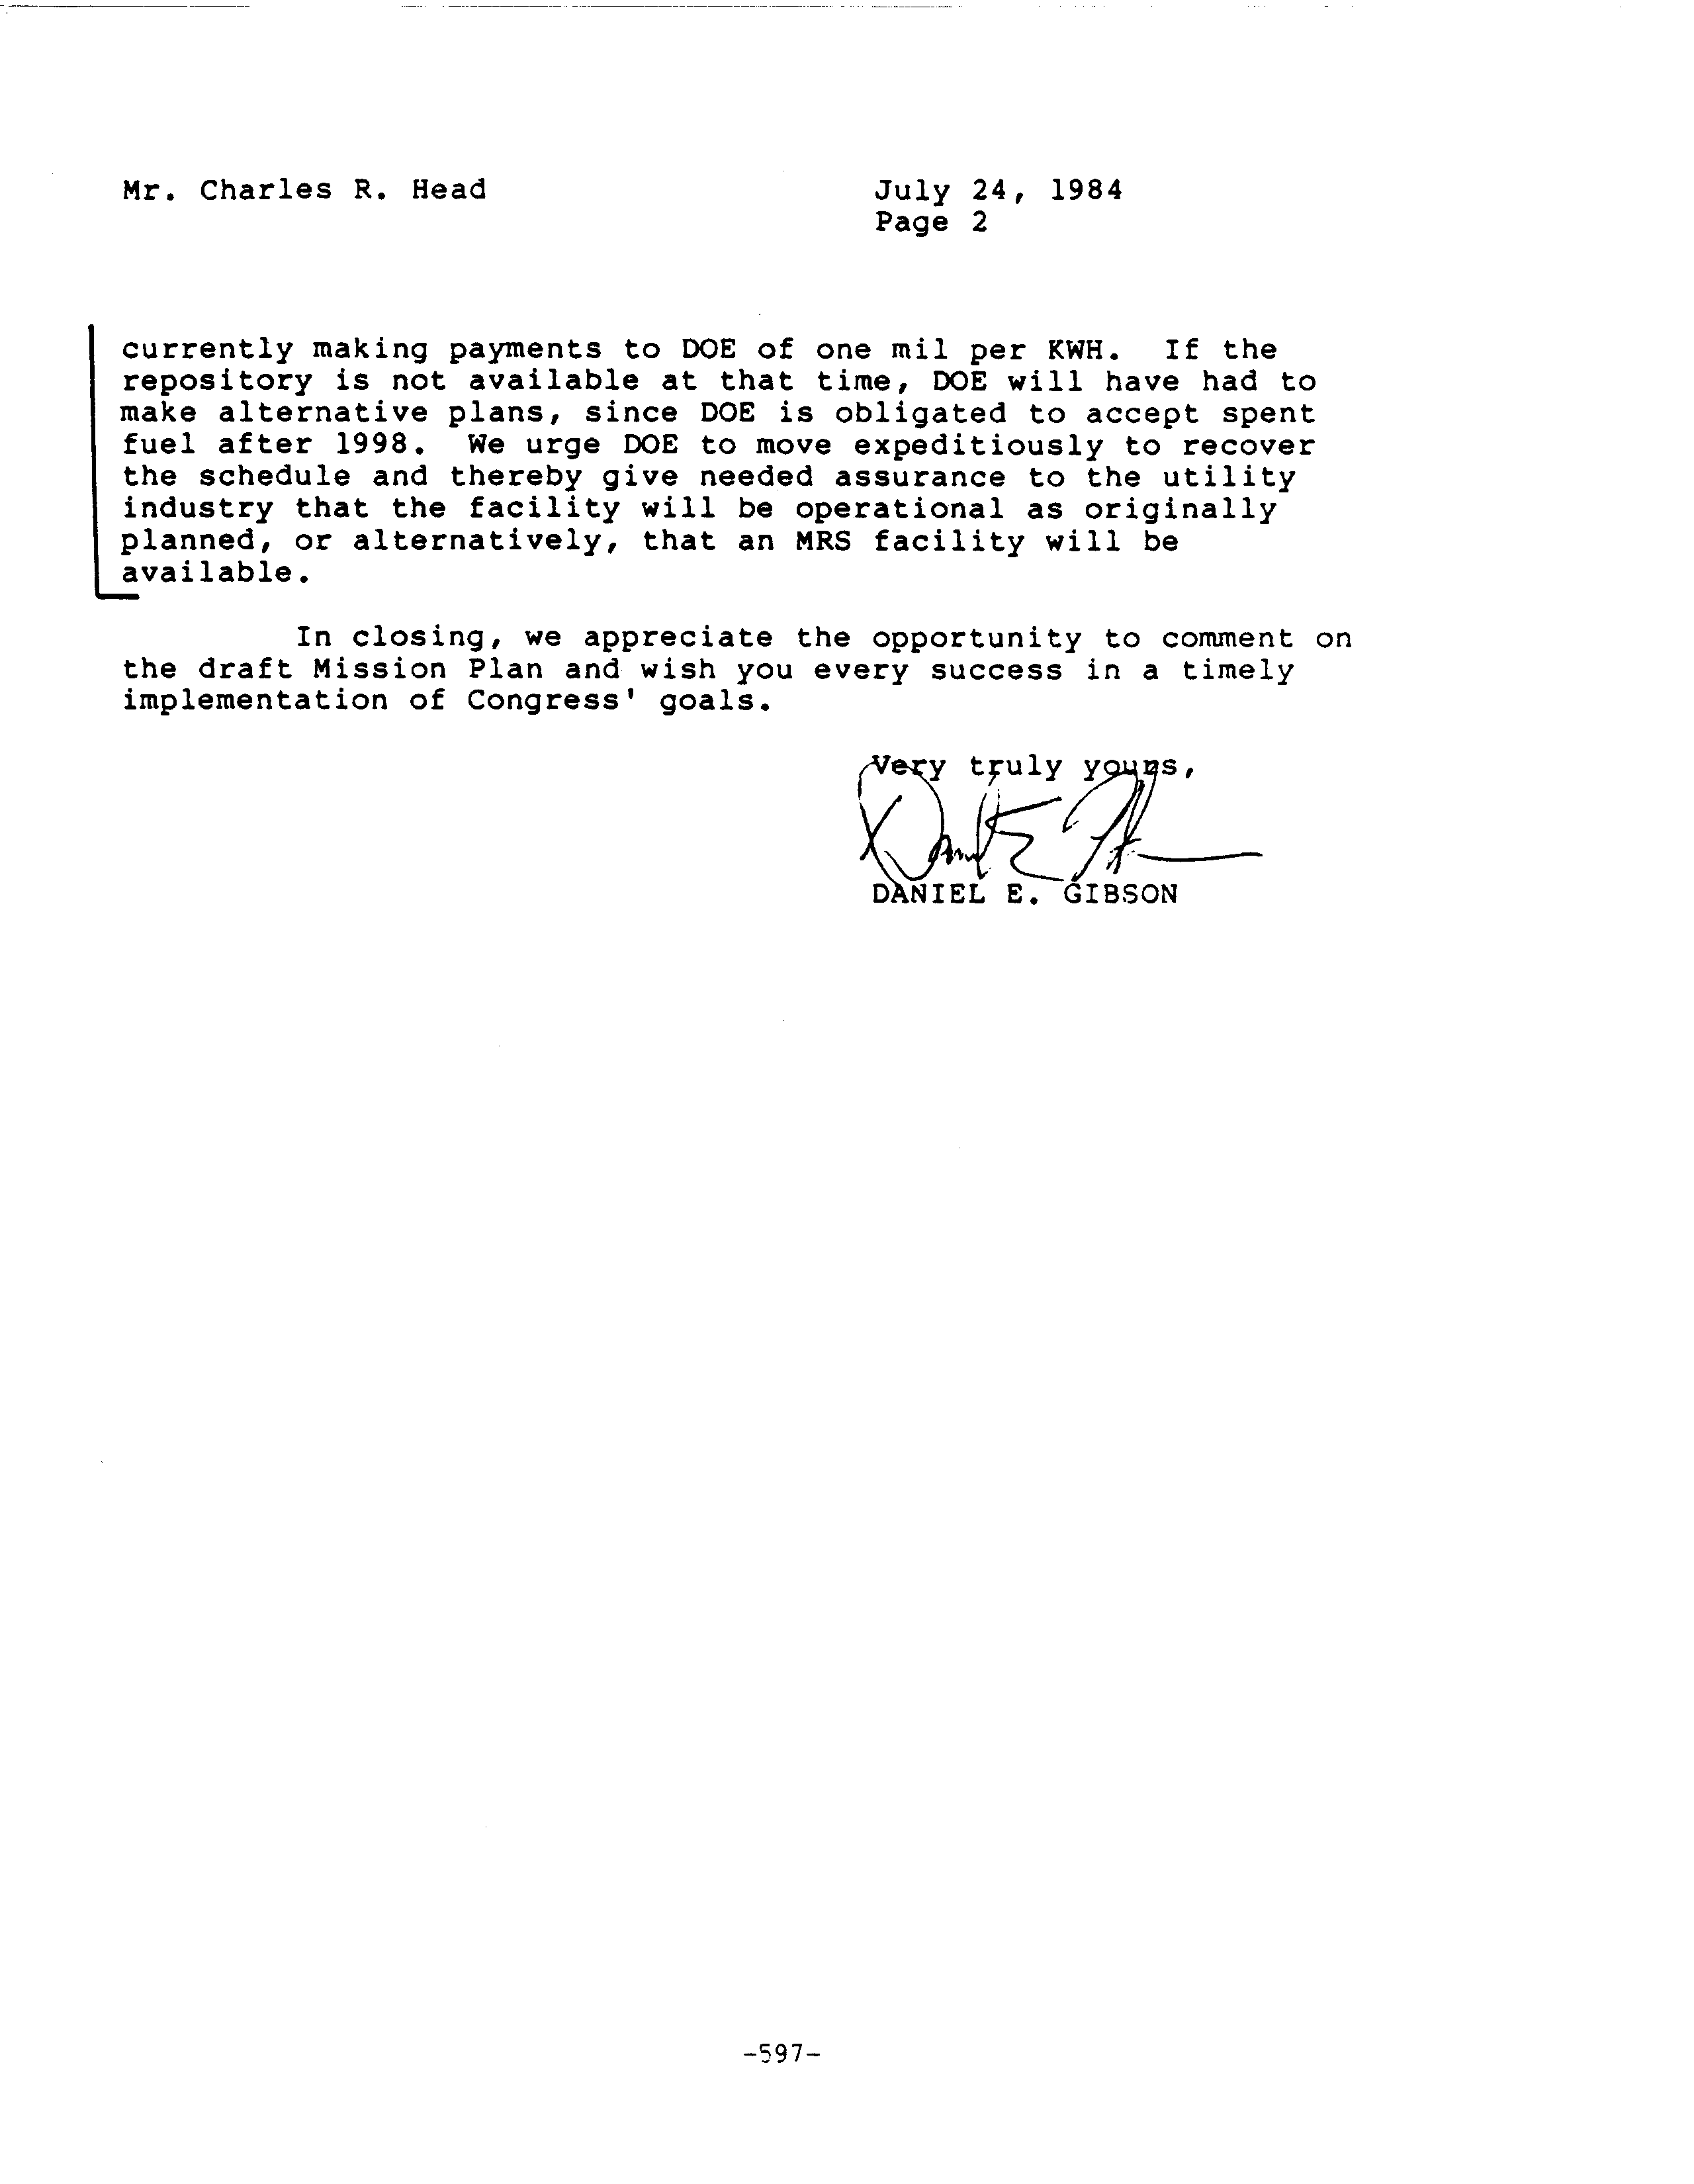 Mr. Charles R. Head
July 24, 1984
Page 2
currently making payments to DOE of one mil per KWH.  If the
repository is not available at that time, DOE will have had to
make alternative plans, since DOE is obligated to accept spent
fuel after 1998.  We urge DOE to move expeditiously to recover
the schedule and thereby give needed assurance to the utility
industry that the facility will be operational as originally
planned, or alternatively, that an MRS facility will be
available.
In closing, we appreciate the opportunity to comment on
the draft Mission Plan and wish you every success in a timely
implementation of Congress' goals.
Very truly yours,
DANIEL E. GIBSON
-597-